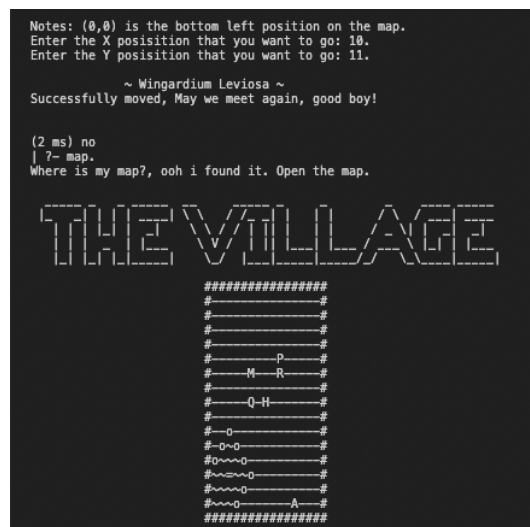 Notes: (0,0) is the bottom left position on the map.
Enter the X posisition that you want to go: 10.
Enter the Y posisition that you want to go: 11.
~ Wingardium Leviosa ~
Successfully moved, May we meet again, good boy!
(2 ms) no
| ?- map.
Where is my map?, ooh i found it. Open the map.
THE VILLAGE
#################
#---------------#
#---------------#
#---------------#
#---------------#
#---------P-----#
#-----M---R-----#
#---------------#
#-----Q-H-------#
#---------------#
#--o------------#
#-o~o-----------#
#o~~~o----------#
#~~=~~o---------#
#~~~~o----------#
#~~~o-------A---#
#################